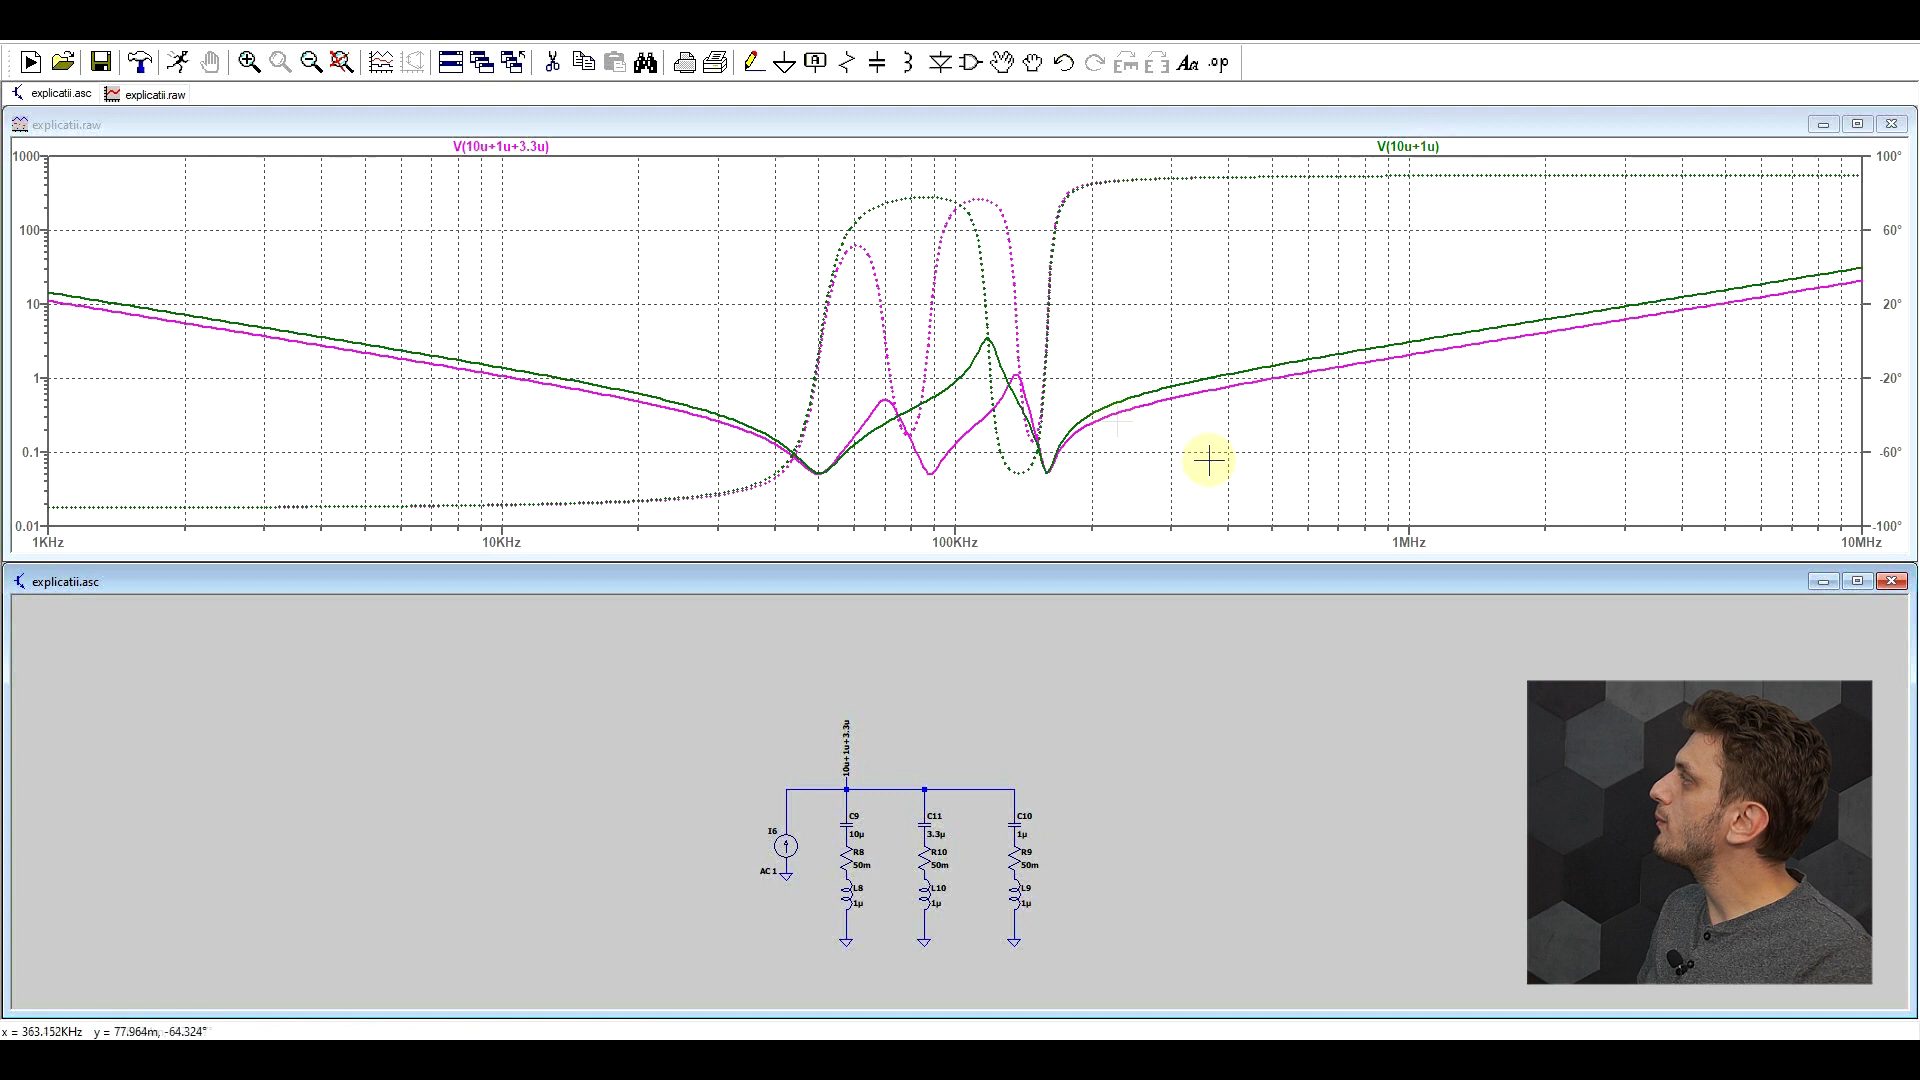 explicatii.asc explicatii.raw
explicatii.raw
V(10u+1u+3.3u) V(10u+1u)
1000 100°
100 60°
10 20°
1 -20°
0.1 -60°
0.01 -100°
1KHz 10KHz 100KHz 1MHz 10MHz
explicatii.asc
10u+1u+3.3u
C9 C11 C10
10µ 3.3µ 1µ
I6
R8 R10 R9
50m 50m 50m
AC 1
L8 L10 L9
1µ 1µ 1µ
x = 363.152KHz y = 77.964m, -64.324°